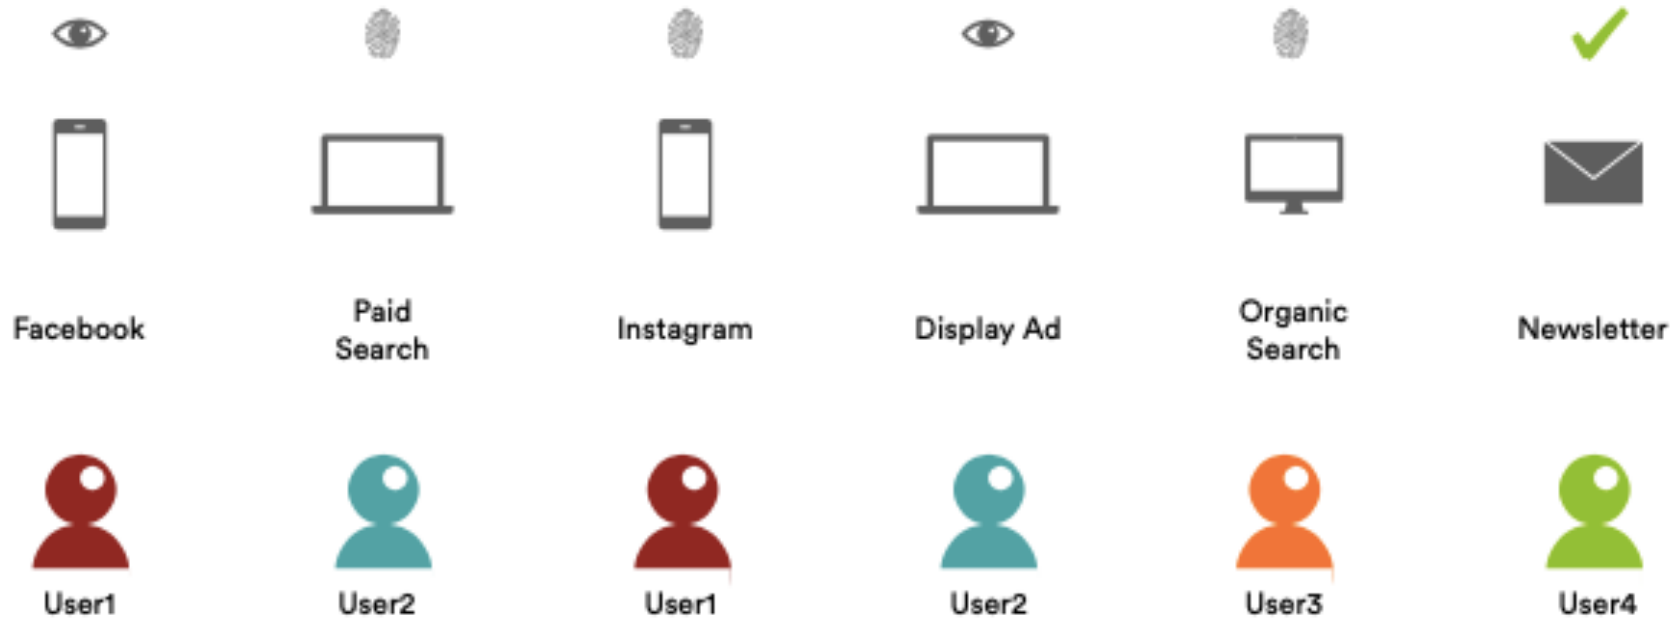 Facebook
Paid
Search
Instagram
Display Ad
Organic
Search
Newsletter
User1
User2
User1
User2
User3
User4